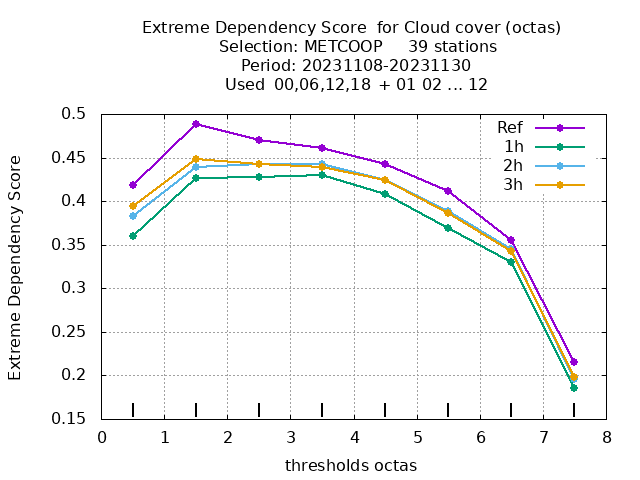 Extreme Dependency Score  for Cloud cover (octas)
Selection: METCOOP     39 stations
Period: 20231108-20231130
Used  00,06,12,18  + 01 02 ... 12
Ref
1h
2h
3h
0.5
0.45
0.4
0.35
0.3
0.25
0.2
0.15
Extreme Dependency Score
0 1 2 3 4 5 6 7 8
thresholds octas